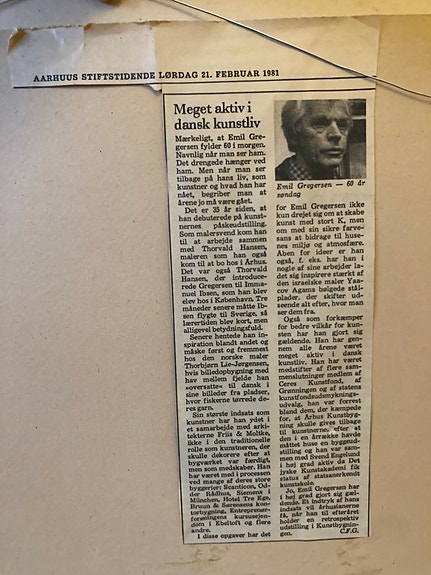 AARHUUS STIFTSTIDENDE LØRDAG 21. FEBRUAR 1981
Meget aktiv i
dansk kunstliv
Mærkeligt, at Emil Gre-
gersen fylder 60 i morgen.
Navnlig når man ser ham.
Det drengede hænger ved
ham. Men når man ser
tilbage på hans liv, som
kunstner og hvad han har
nået, begriber man at
årene jo må være gået.
Det er 35 år siden, at
han debuterede på kunst-
nernes påskeudstilling.
Som malersvend kom han
til at arbejde sammen
med Thorvald Hansen,
maleren som han også
kom til at bo hos i Århus.
Det var også Thorvald
Hansen, der introduce-
rede Gregersen til Imma-
nuel Ibsen, som han blev
elev hos i København. Tre
måneder senere måtte Ib-
sen flygte til Sverige, så
lærertiden blev kort, men
alligevel betydningsfuld.
Senere hentede han in-
spiration blandt andet og
måske først og fremmest
hos den norske maler
Thorbjørn Lie-Jørgensen,
hvis billedopbygning med
hav mellem fjelde han
»oversatte« til dansk i
sine billeder fra pladser,
hvor fiskerne tørrede de-
res garn.
Sin største indsats som
kunstner har han ydet i
et samarbejde med arki-
tekterne Friis & Moltke,
ikke i den traditionelle
rolle som kunstneren, der
skulle dekorere efter at
bygværket var færdigt,
men som medskaber. Han
har været med i processen
ved mange af deres store
byggerier: Scanticon, Od-
der Rådhus, Siemens i
München, Hotel Tre Ege,
Bruun & Sørensens kon-
torbygning, Entreprenør-
foreningens kursusejen-
dom i Ebeltoft og flere
andre.
I disse opgaver har det
Emil Gregersen — 60 år
søndag
for Emil Gregersen ikke
kun drejet sig om at skabe
kunst med stort K, men
om med sin sikre farve-
sans at bidrage til huse-
nes miljø og atmosfære.
Åben for ideer er han
også, f. eks. har han i
nogle af sine arbejder la-
det sig inspirere stærkt af
den israelske maler Yaa-
cov Agams bølgede stål-
plader, der skifter ud-
seende alt efter, hvor man
ser dem fra.
Også som forkæmper
for bedre vilkår for kun-
sten har han gjort sig
gældende. Han har gen-
nem alle årene været
meget aktiv i dansk
kunstliv. Han har været
medstifter af flere sam-
menslutninger medlem af
Ceres Kunstfond, af
Grønningen og af statens
kunstfondsudsmyknings-
udvalg, han var forrest
bland dem, der kæmpede
for, at Århus Kunstbyg-
ning skulle gives tilbage
til kunstnerne, efter at
den i en årrække havde
måttet huse en byggeud-
stilling og han var sam-
men med Svend Engelund
i høj grad aktiv da Det
jyske Kunstakademi fik
status af statsanerkendt
kunstskole.
Jo, Emil Gregersen har
i høj grad gjort sig gæl-
dende. Et indtryk af hans
indsats vil århusianerne
få, når han til efteråret
holder en retrospektiv
udstilling i Kunstbygnin-
gen. C.F.G.